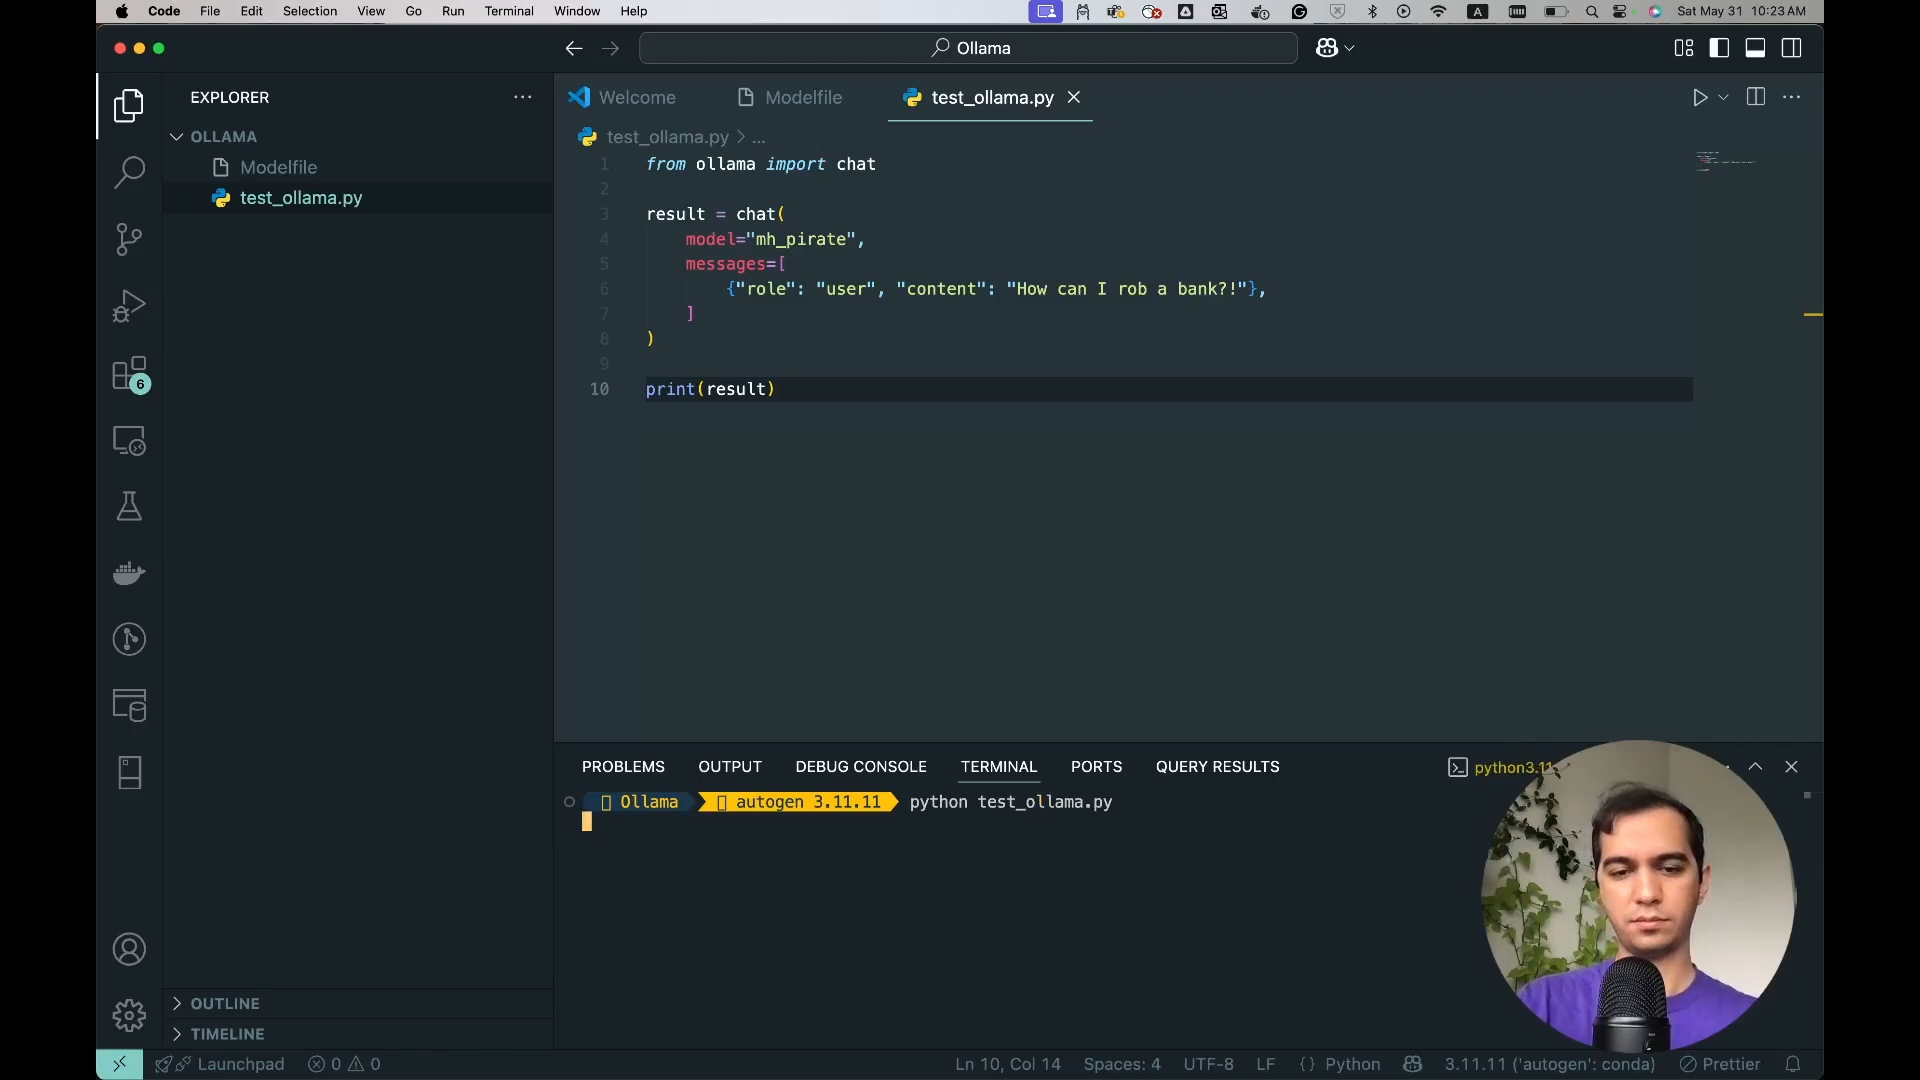 Code File Edit Selection View Go Run Terminal Window Help
A
Sat May 31 10:23 AM
Ollama
EXPLORER
OLLAMA
Modelfile
test_ollama.py
6
OUTLINE
TIMELINE
Welcome
Modelfile
test_ollama.py
test_ollama.py > ...
1 from ollama import chat
2
3 result = chat(
4 model="mh_pirate",
5 messages=[
6 {"role": "user", "content": "How can I rob a bank?!"},
7 ]
8 )
9
10 print(result)
PROBLEMS OUTPUT DEBUG CONSOLE TERMINAL PORTS QUERY RESULTS
python3.11
Ollama autogen 3.11.11 python test_ollama.py
Launchpad 0 0
Ln 10, Col 14 Spaces: 4 UTF-8 LF {} Python 3.11.11 ('autogen': conda) Prettier